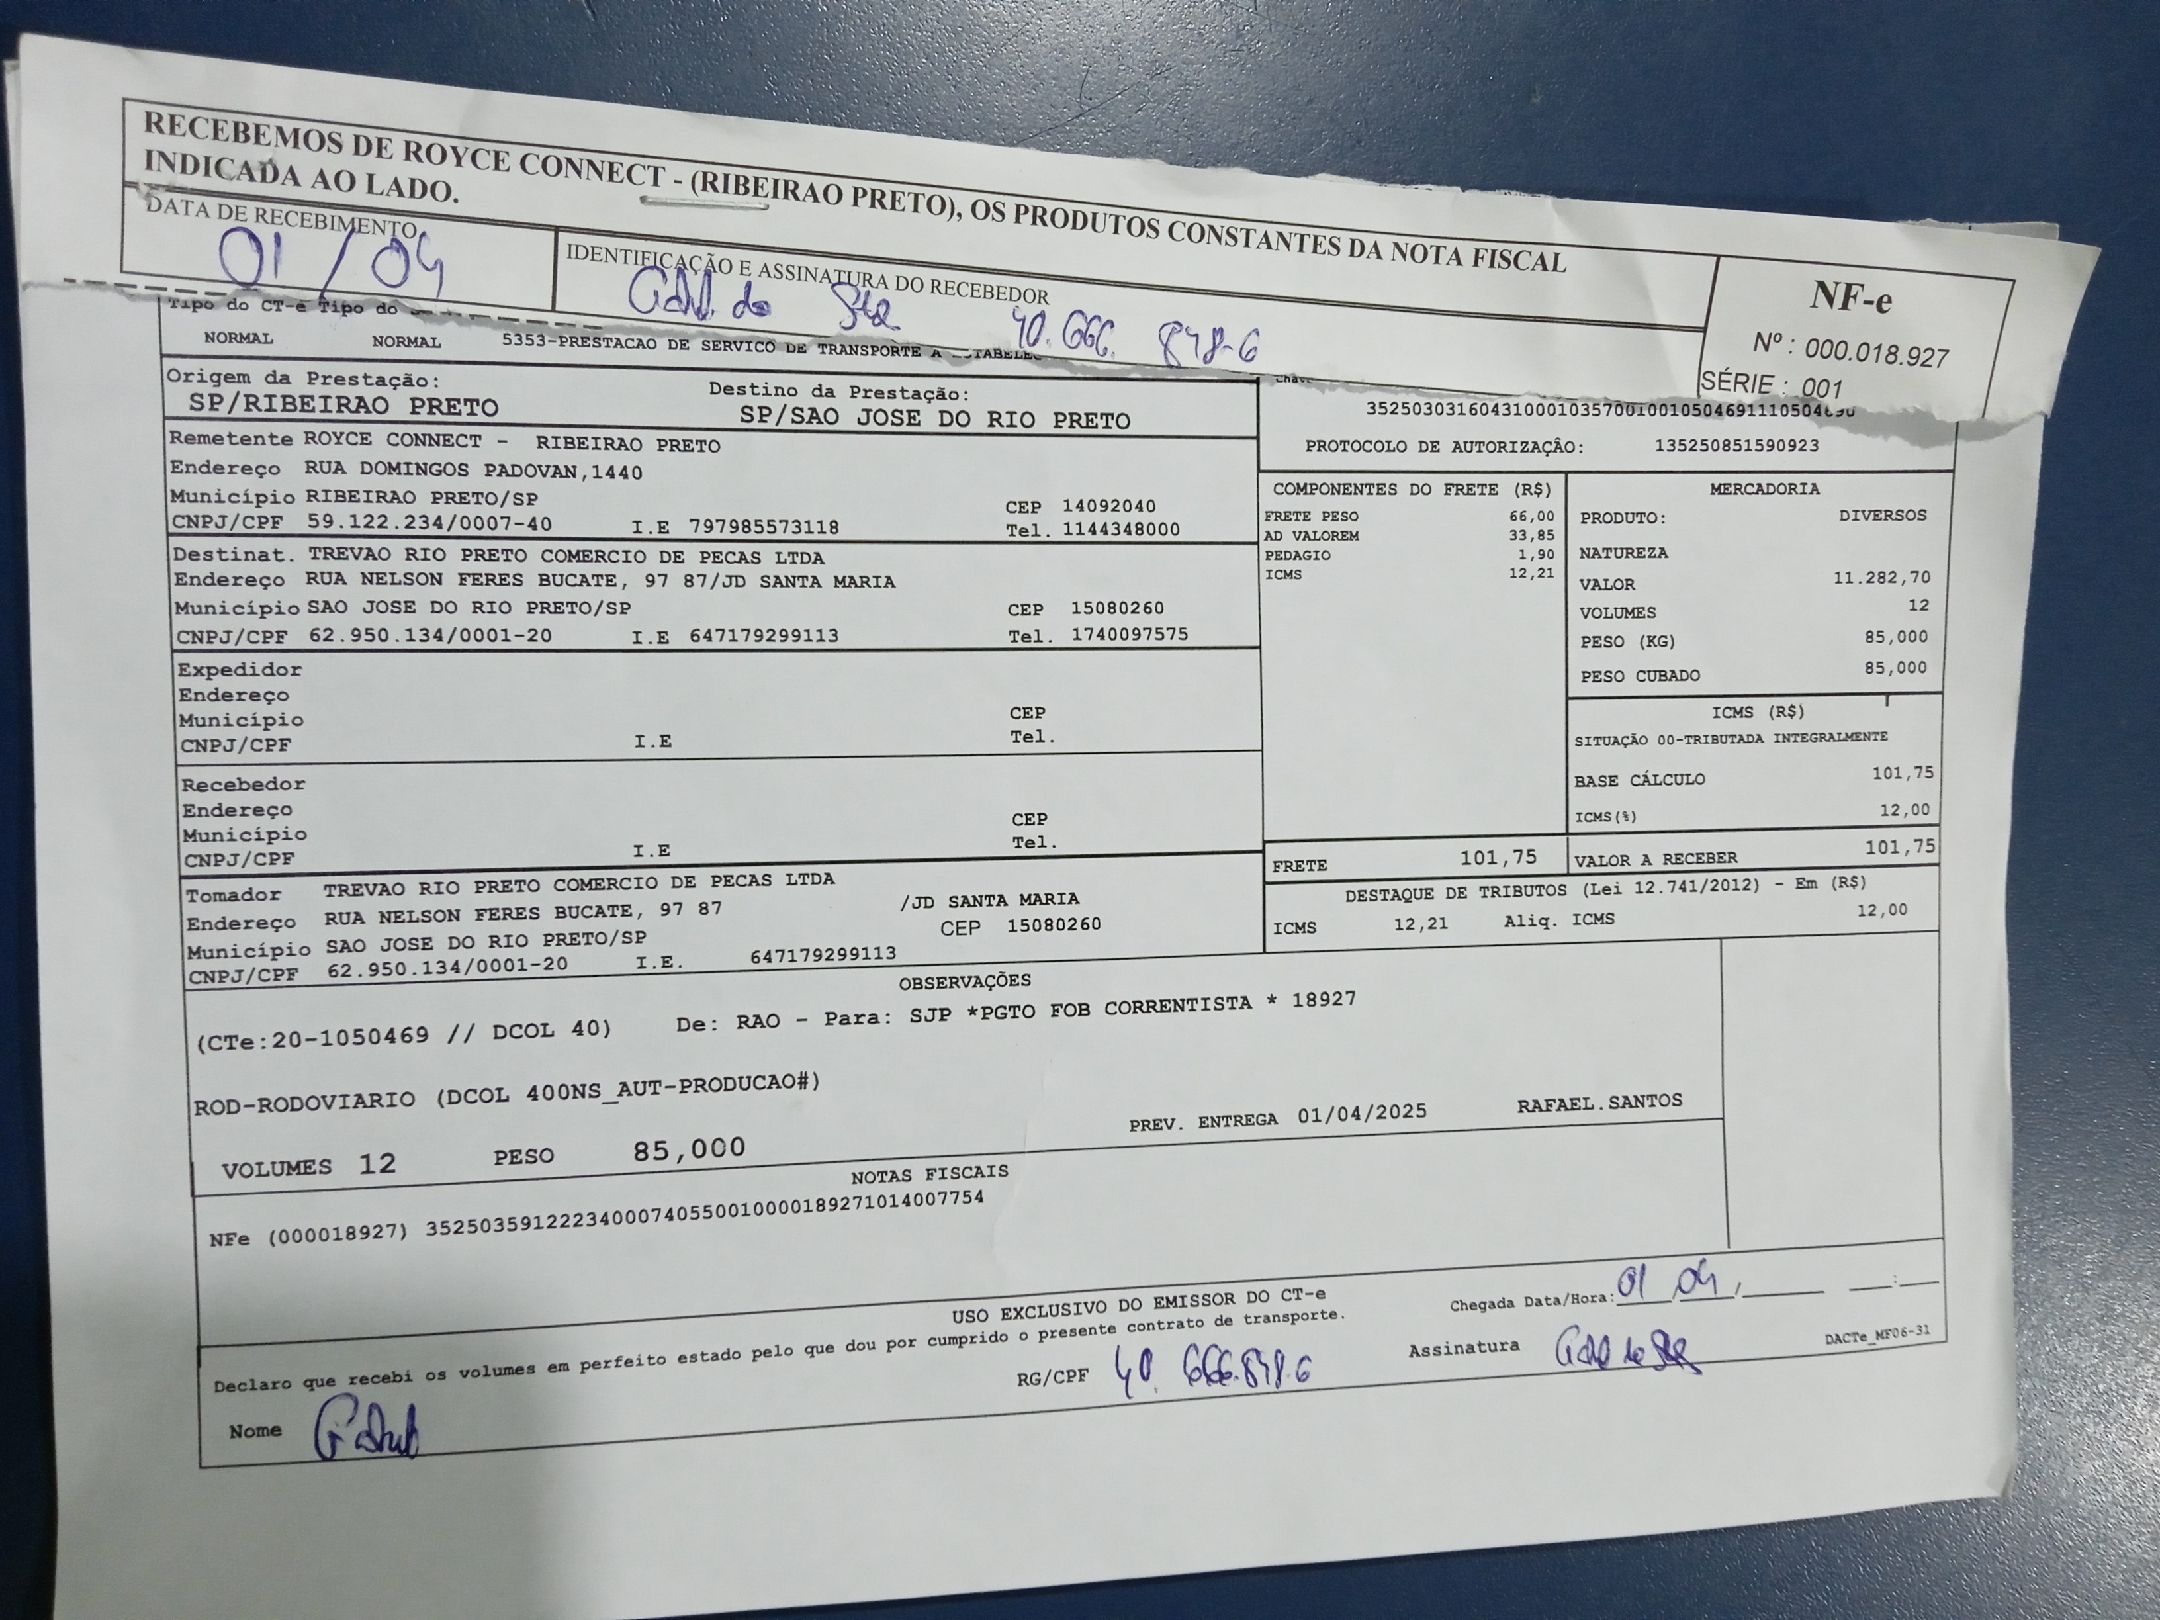 RECEBEMOS DE ROYCE CONNECT - (RIBEIRAO PRETO), OS PRODUTOS CONSTANTES DA NOTA FISCAL
INDICADA AO LADO.
DATA DE RECEBIMENTO
01 / 04
IDENTIFICAÇÃO E ASSINATURA DO RECEBEDOR
40.666.848-6
NF-e
Nº : 000.018.927
SÉRIE : 001
Tipo do CT-e Tipo do
NORMAL NORMAL 5353-PRESTACAO DE SERVICO DE TRANSPORTE A
Origem da Prestação:
SP/RIBEIRAO PRETO
Destino da Prestação:
SP/SAO JOSE DO RIO PRETO
PROTOCOLO DE AUTORIZAÇÂO: 135250851590923
Remetente ROYCE CONNECT - RIBEIRAO PRETO
Endereço RUA DOMINGOS PADOVAN,1440
Município RIBEIRAO PRETO/SP CEP 14092040
CNPJ/CPF 59.122.234/0007-40 I.E 797985573118 Tel. 1144348000
Destinat. TREVAO RIO PRETO COMERCIO DE PECAS LTDA
Endereço RUA NELSON FERES BUCATE, 97 87/JD SANTA MARIA
Município SAO JOSE DO RIO PRETO/SP CEP 15080260
CNPJ/CPF 62.950.134/0001-20 I.E 647179299113 Tel. 1740097575
Expedidor
Endereço
Município CEP
CNPJ/CPF I.E Tel.
Recebedor
Endereço
Município CEP
CNPJ/CPF I.E Tel.
Tomador TREVAO RIO PRETO COMERCIO DE PECAS LTDA
Endereço RUA NELSON FERES BUCATE, 97 87 /JD SANTA MARIA
Município SAO JOSE DO RIO PRETO/SP CEP 15080260
CNPJ/CPF 62.950.134/0001-20 I.E. 647179299113
COMPONENTES DO FRETE (R$)
FRETE PESO 66,00
AD VALOREM 33,85
PEDAGIO 1,90
ICMS 12,21
MERCADORIA
PRODUTO: DIVERSOS
NATUREZA
VALOR 11.282,70
VOLUMES 12
PESO (KG) 85,000
PESO CUBADO 85,000
ICMS (R$)
SITUAÇÃO 00-TRIBUTADA INTEGRALMENTE
BASE CÁLCULO 101,75
ICMS(%) 12,00
FRETE 101,75 VALOR A RECEBER 101,75
DESTAQUE DE TRIBUTOS (Lei 12.741/2012) - Em (R$)
ICMS 12,21 Aliq. ICMS 12,00
OBSERVAÇÕES
(CTe:20-1050469 // DCOL 40) De: RAO - Para: SJP *PGTO FOB CORRENTISTA * 18927
ROD-RODOVIARIO (DCOL 400NS_AUT-PRODUCAO#)
PREV. ENTREGA 01/04/2025 RAFAEL.SANTOS
VOLUMES 12 PESO 85,000
NOTAS FISCAIS
NFe (000018927) 35250359122234000740550010000189271014007754
USO EXCLUSIVO DO EMISSOR DO CT-e
Declaro que recebi os volumes em perfeito estado pelo que dou por cumprido o presente contrato de transporte.
Chegada Data/Hora: 01 04
Nome
RG/CPF 40.666.848.6
Assinatura
DACTe_MF06-31